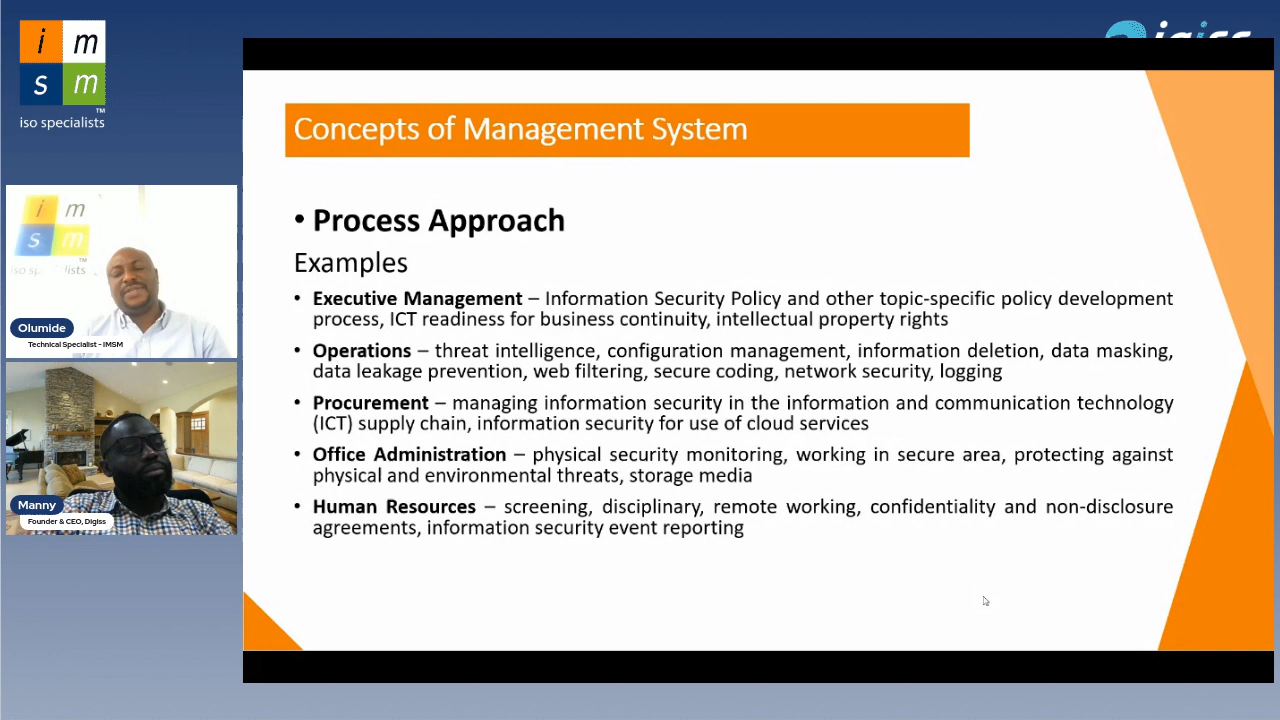 i m
s m
™
iso specialists
Concepts of Management System
• Process Approach
Examples
• Executive Management – Information Security Policy and other topic-specific policy development
process, ICT readiness for business continuity, intellectual property rights
• Operations – threat intelligence, configuration management, information deletion, data masking,
data leakage prevention, web filtering, secure coding, network security, logging
• Procurement – managing information security in the information and communication technology
(ICT) supply chain, information security for use of cloud services
• Office Administration – physical security monitoring, working in secure area, protecting against
physical and environmental threats, storage media
• Human Resources – screening, disciplinary, remote working, confidentiality and non-disclosure
agreements, information security event reporting
i m
s m
™
Olumide
Technical Specialist - IMSM
Manny
Founder & CEO, Digiss